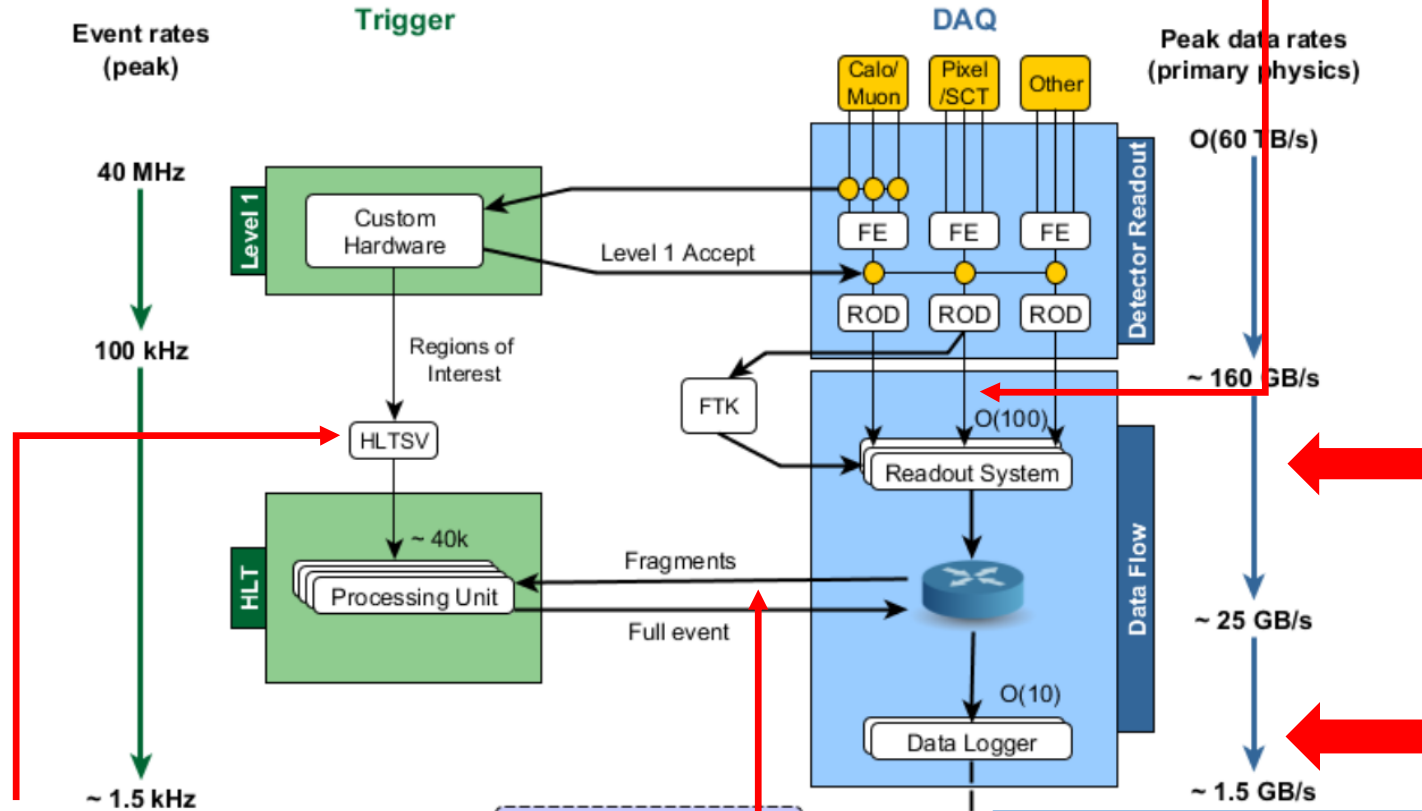 Trigger
DAQ
Event rates
(peak)
Peak data rates
(primary physics)
Calo/
Muon
Pixel
/SCT
Other
O(60 TB/s)
40 MHz
Level 1
Custom
Hardware
Level 1 Accept
FE
FE
FE
ROD
ROD
ROD
Detector Readout
100 kHz
Regions of
Interest
~ 160 GB/s
FTK
O(100)
HLTSV
Readout System
~ 40k
HLT
Processing Unit
Fragments
Full event
Data Flow
~ 25 GB/s
O(10)
Data Logger
~ 1.5 kHz
~ 1.5 GB/s